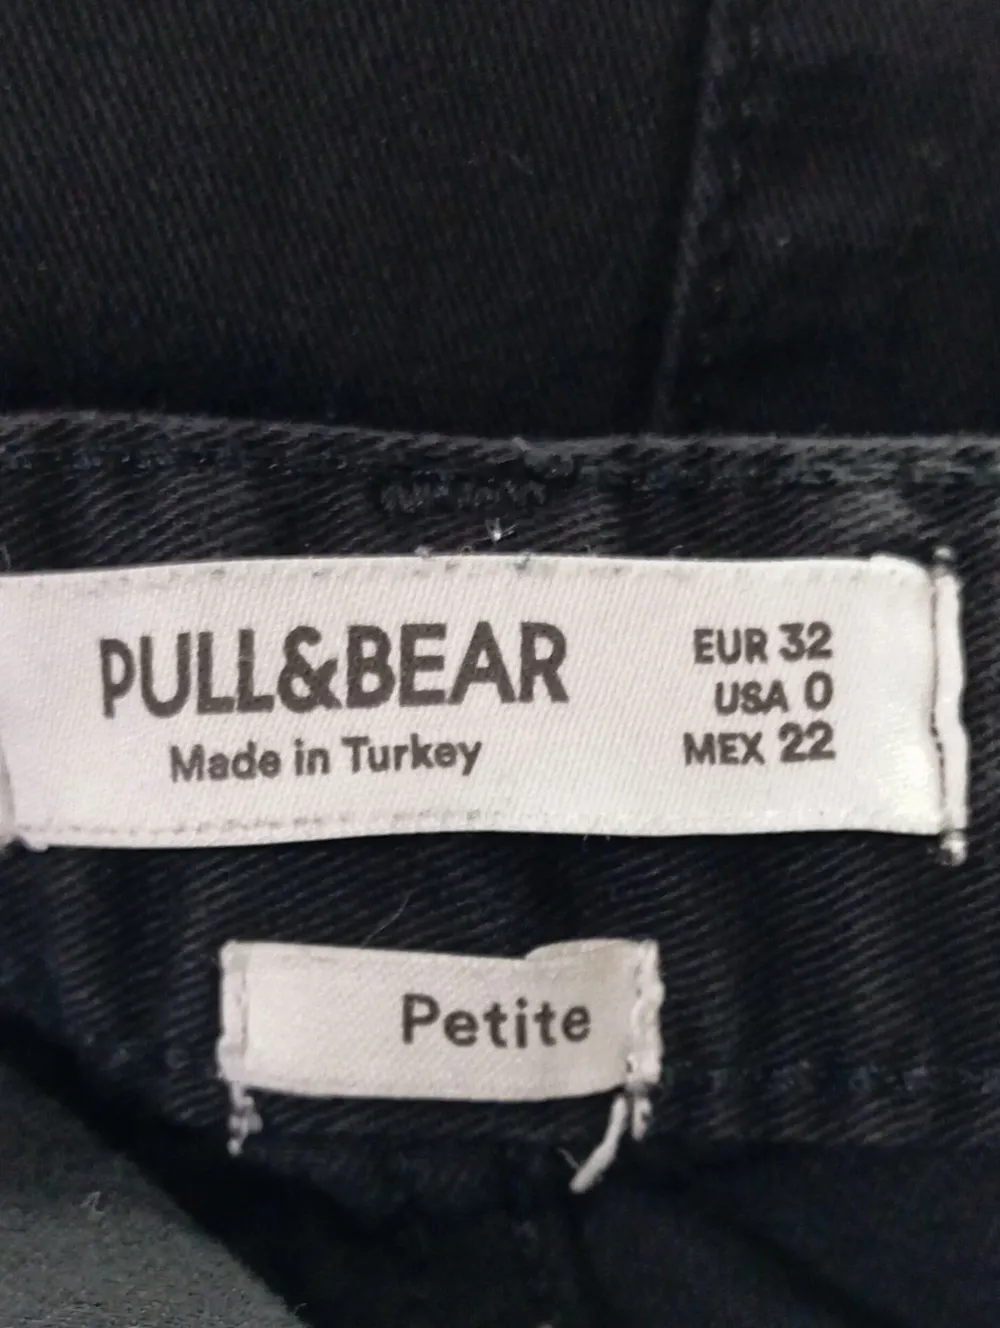 PULL&BEAR
Made in Turkey
EUR 32
USA 0
MEX 22
Petite